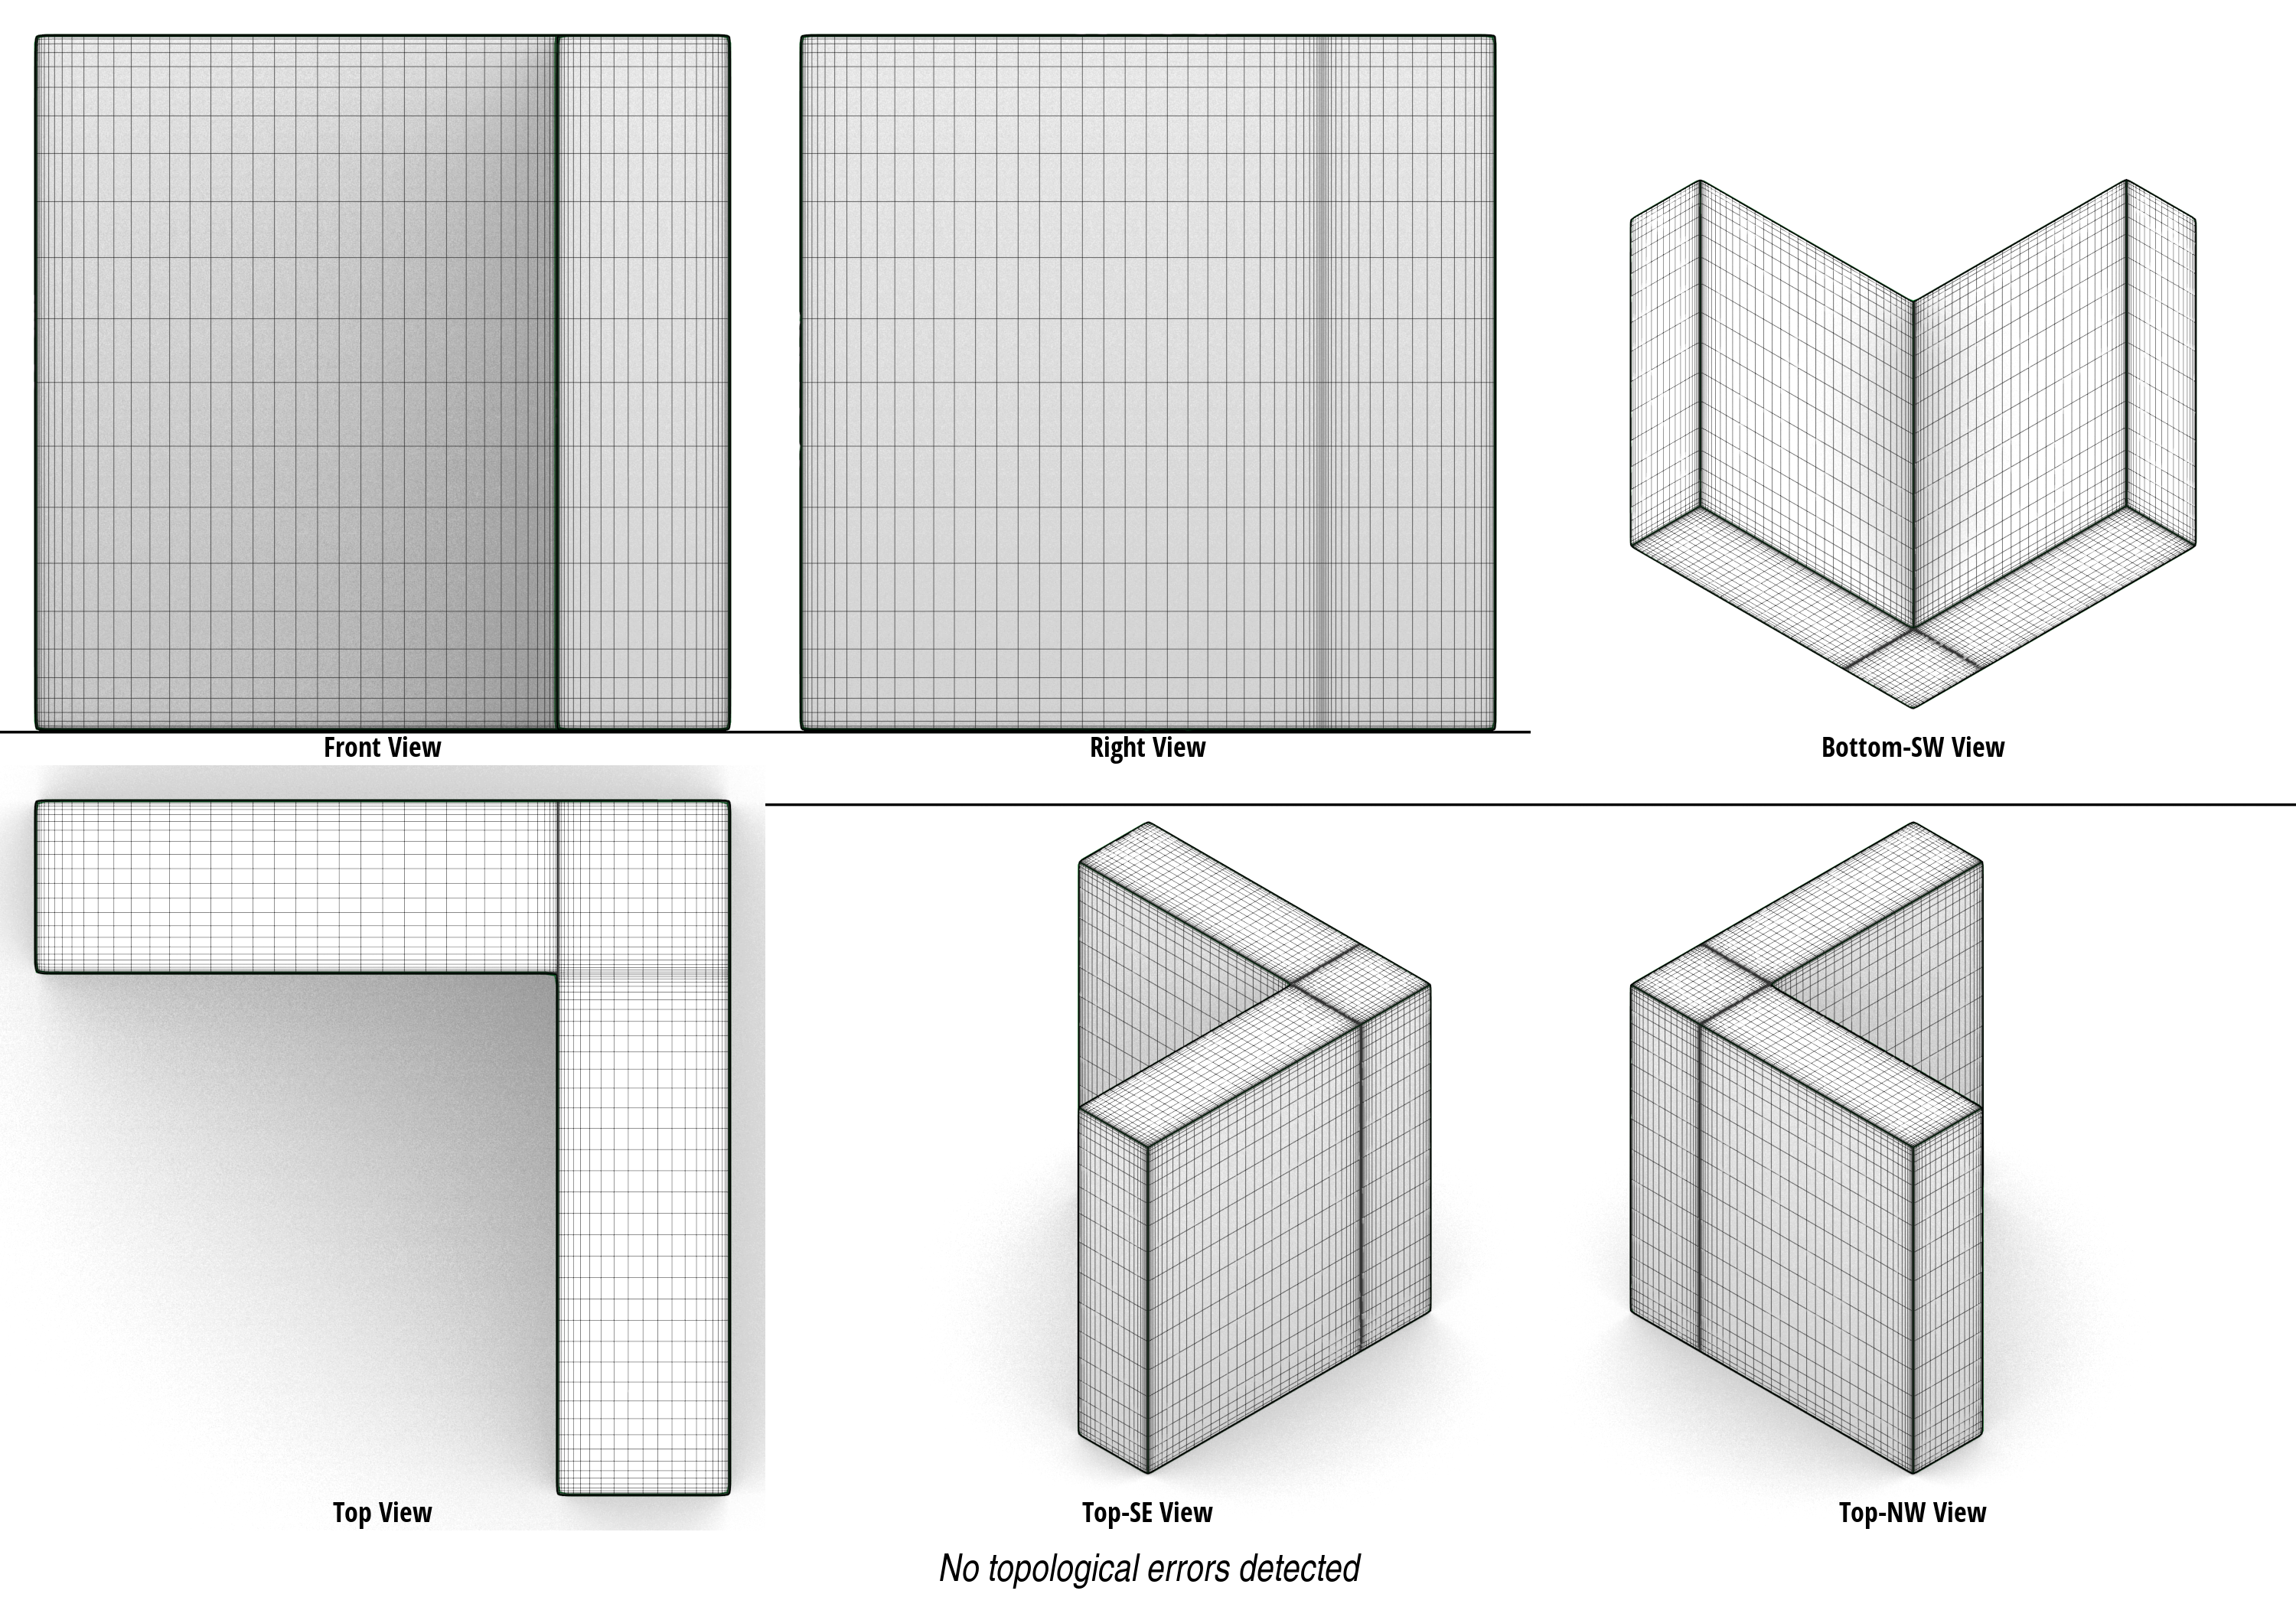 Front View
Right View
Bottom-SW View
Top View
Top-SE View
Top-NW View
No topological errors detected